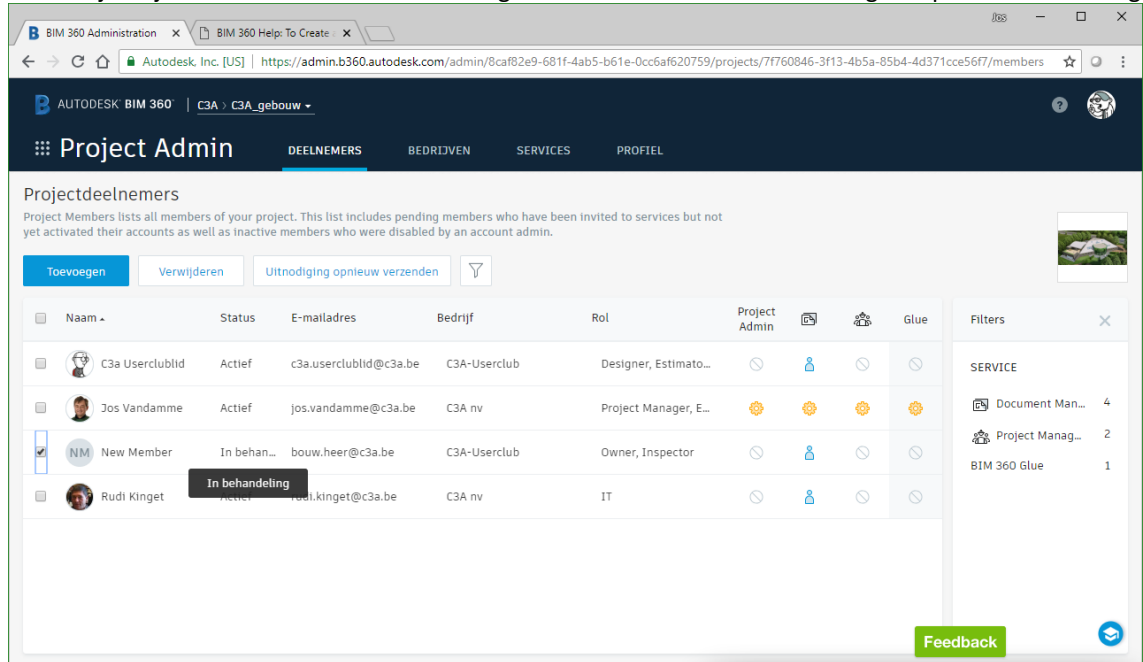 Jos
BIM 360 Administration
BIM 360 Help: To Create a
Autodesk, Inc. [US] https://admin.b360.autodesk.com/admin/8caf82e9-681f-4ab5-b61e-0cc6af620759/projects/7f760846-3f13-4b5a-85b4-4d371cce56f7/members
AUTODESK® BIM 360™ C3A > C3A_gebouw
Project Admin DEELNEMERS BEDRIJVEN SERVICES PROFIEL
Projectdeelnemers
Project Members lists all members of your project. This list includes pending members who have been invited to services but not
yet activated their accounts as well as inactive members who were disabled by an account admin.
Toevoegen Verwijderen Uitnodiging opnieuw verzenden
Naam Status E-mailadres Bedrijf Rol Project Admin Glue
C3a Userclublid Actief c3a.userclublid@c3a.be C3A-Userclub Designer, Estimato...
Jos Vandamme Actief jos.vandamme@c3a.be C3A nv Project Manager, E...
NM New Member In behan... bouw.heer@c3a.be C3A-Userclub Owner, Inspector
In behandeling
Rudi Kinget Actief rudi.kinget@c3a.be C3A nv IT
Filters
SERVICE
Document Man... 4
Project Manag... 2
BIM 360 Glue 1
Feedback